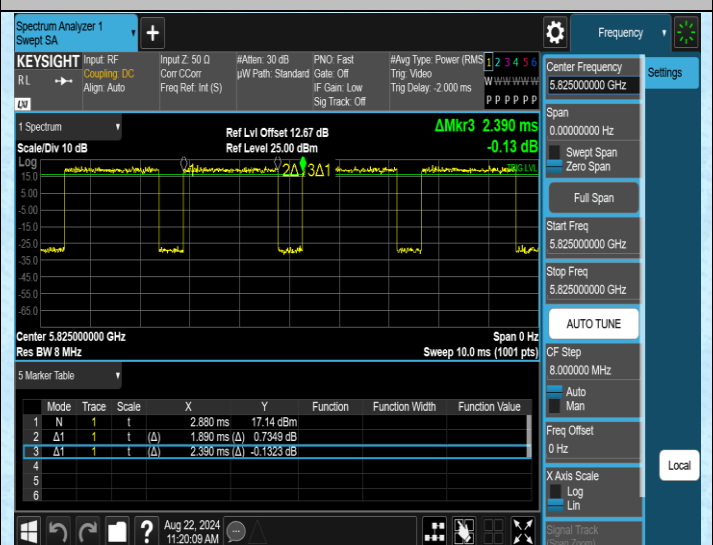 Spectrum Analyzer 1
Swept SA
+
Frequency
KEYSIGHT
RL
LXI
Input: RF
Coupling: DC
Align: Auto
Input Z: 50 Ω
Corr CCorr
Freq Ref: Int (S)
#Atten: 30 dB
µW Path: Standard
PNO: Fast
Gate: Off
IF Gain: Low
Sig Track: Off
#Avg Type: Power (RMS
Trig: Video
Trig Delay: -2.000 ms
1 2 3 4 5 6
W W W W W W
P P P P P P
1 Spectrum
Scale/Div 10 dB
Ref Lvl Offset 12.67 dB
Ref Level 25.00 dBm
ΔMkr3 2.390 ms
-0.13 dB
Log
15.0
5.00
-5.00
-15.0
-25.0
-35.0
-45.0
-55.0
-65.0
1
2Δ1
3Δ1
TRIG LVL
Center 5.825000000 GHz
Res BW 8 MHz
Span 0 Hz
Sweep 10.0 ms (1001 pts)
5 Marker Table
Mode Trace Scale X Y Function Function Width Function Value
1 N 1 t 2.880 ms 17.14 dBm
2 Δ1 1 t (Δ) 1.890 ms (Δ) 0.7349 dB
3 Δ1 1 t (Δ) 2.390 ms (Δ) -0.1323 dB
4
5
6
?
Aug 22, 2024
11:20:09 AM
Center Frequency
5.825000000 GHz
Span
0.00000000 Hz
Swept Span
Zero Span
Full Span
Start Freq
5.825000000 GHz
Stop Freq
5.825000000 GHz
AUTO TUNE
CF Step
8.000000 MHz
Auto
Man
Freq Offset
0 Hz
X Axis Scale
Log
Lin
Signal Track
(Span Zoom)
Settings
Local